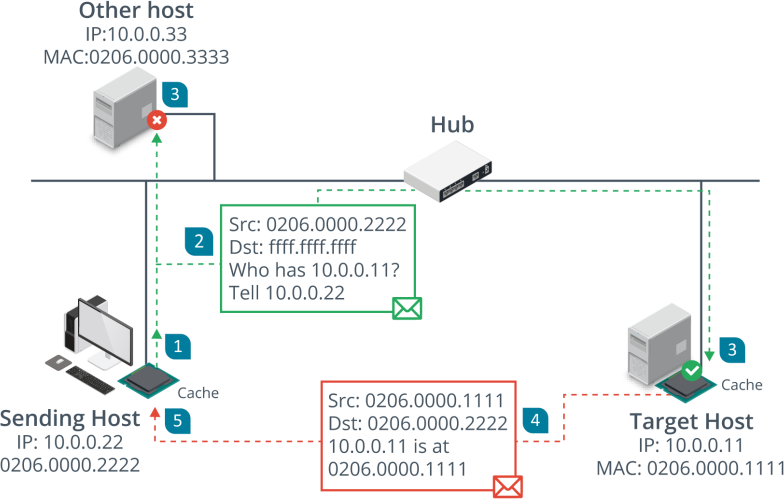 Other host
IP:10.0.0.33
MAC:0206.0000.3333
3
Hub
2
Src: 0206.0000.2222
Dst: ffff.ffff.ffff
Who has 10.0.0.11?
Tell 10.0.0.22
1
3
Cache
Cache
Sending Host
IP: 10.0.0.22
0206.0000.2222
5
Src: 0206.0000.1111
Dst: 0206.0000.2222
10.0.0.11 is at
0206.0000.1111
4
Target Host
IP: 10.0.0.11
MAC: 0206.0000.1111